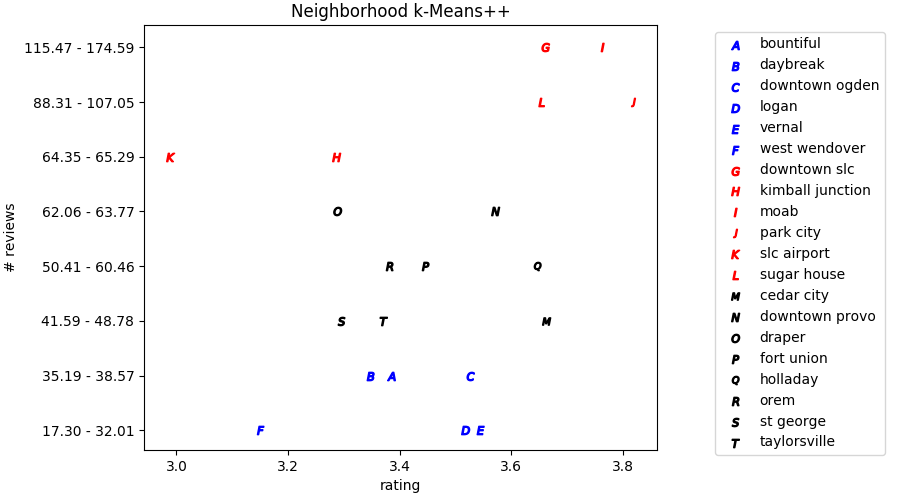 Neighborhood k-Means++
115.47 - 174.59
G I
88.31 - 107.05
L J
64.35 - 65.29
K H
62.06 - 63.77
O N
50.41 - 60.46
R P Q
41.59 - 48.78
S T M
35.19 - 38.57
B A C
17.30 - 32.01
F D E
# reviews
3.0 3.2 3.4 3.6 3.8
rating
A bountiful
B daybreak
C downtown ogden
D logan
E vernal
F west wendover
G downtown slc
H kimball junction
I moab
J park city
K slc airport
L sugar house
M cedar city
N downtown provo
O draper
P fort union
Q holladay
R orem
S st george
T taylorsville